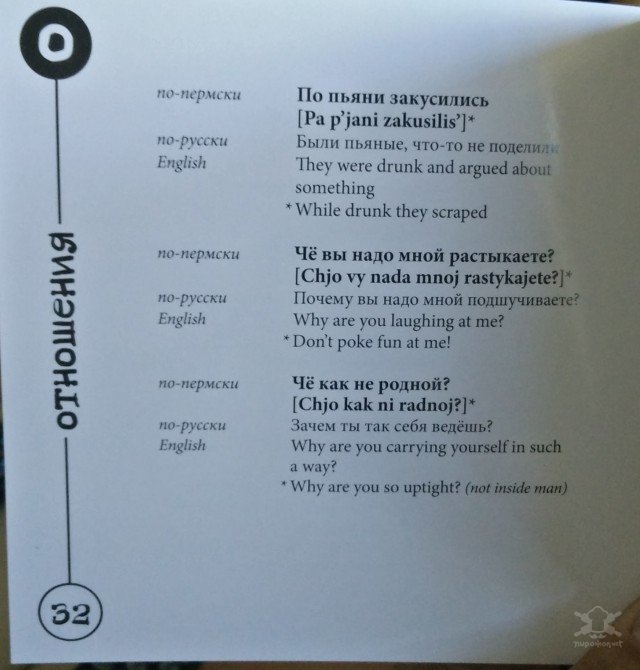 О
по-пермски По пьяни закусились
[Pa p'jani zakusilis']*
по-русски Были пьяные, что-то не поделили
English They were drunk and argued about
something
* While drunk they scraped
по-пермски Чё вы надо мной растыкаете?
[Chjo vy nada mnoj rastykajete?]*
по-русски Почему вы надо мной подшучиваете?
English Why are you laughing at me?
* Don't poke fun at me!
по-пермски Чё как не родной?
[Chjo kak ni radnoj?]*
по-русски Зачем ты так себя ведёшь?
English Why are you carrying yourself in such
a way?
* Why are you so uptight? (not inside man)
ОТНОШЕНИЯ
32
пирожок.net